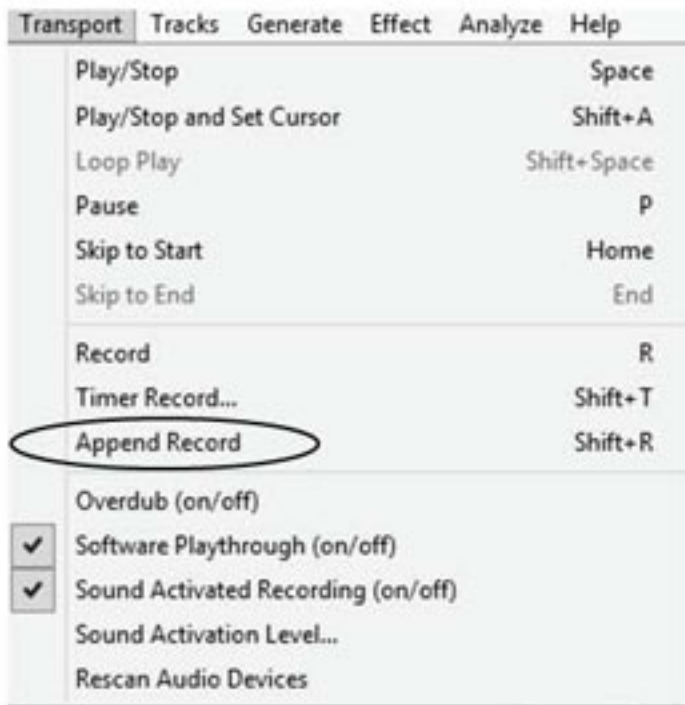 Transport Tracks Generate Effect Analyze Help
Play/Stop Space
Play/Stop and Set Cursor Shift+A
Loop Play Shift+Space
Pause P
Skip to Start Home
Skip to End End
Record R
Timer Record... Shift+T
Append Record Shift+R
Overdub (on/off)
Software Playthrough (on/off)
Sound Activated Recording (on/off)
Sound Activation Level...
Rescan Audio Devices